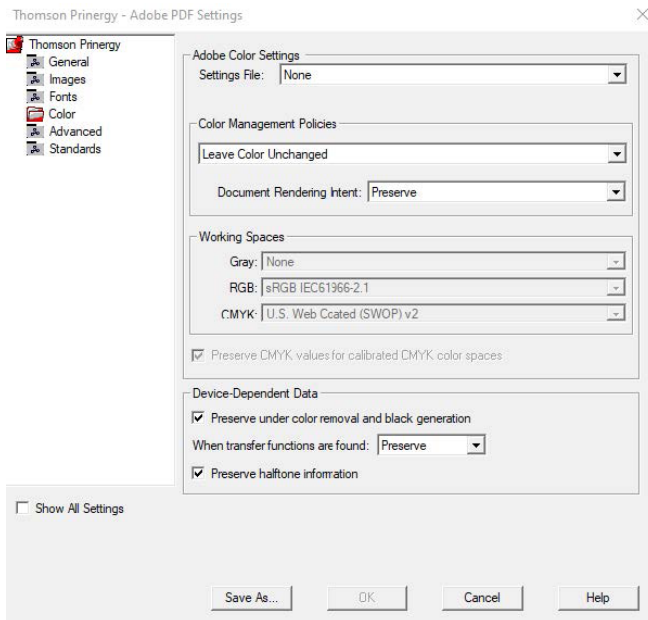 Thomson Prinergy - Adobe PDF Settings
Thomson Prinergy
General
Images
Fonts
Color
Advanced
Standards
Adobe Color Settings
Settings File: None
Color Management Policies
Leave Color Unchanged
Document Rendering Intent: Preserve
Working Spaces
Gray: None
RGB: sRGB IEC61966-2.1
CMYK: U.S. Web Coated (SWOP) v2
Preserve CMYK values for calibrated CMYK color spaces
Device-Dependent Data
Preserve under color removal and black generation
When transfer functions are found: Preserve
Preserve halftone information
Show All Settings
Save As... OK Cancel Help